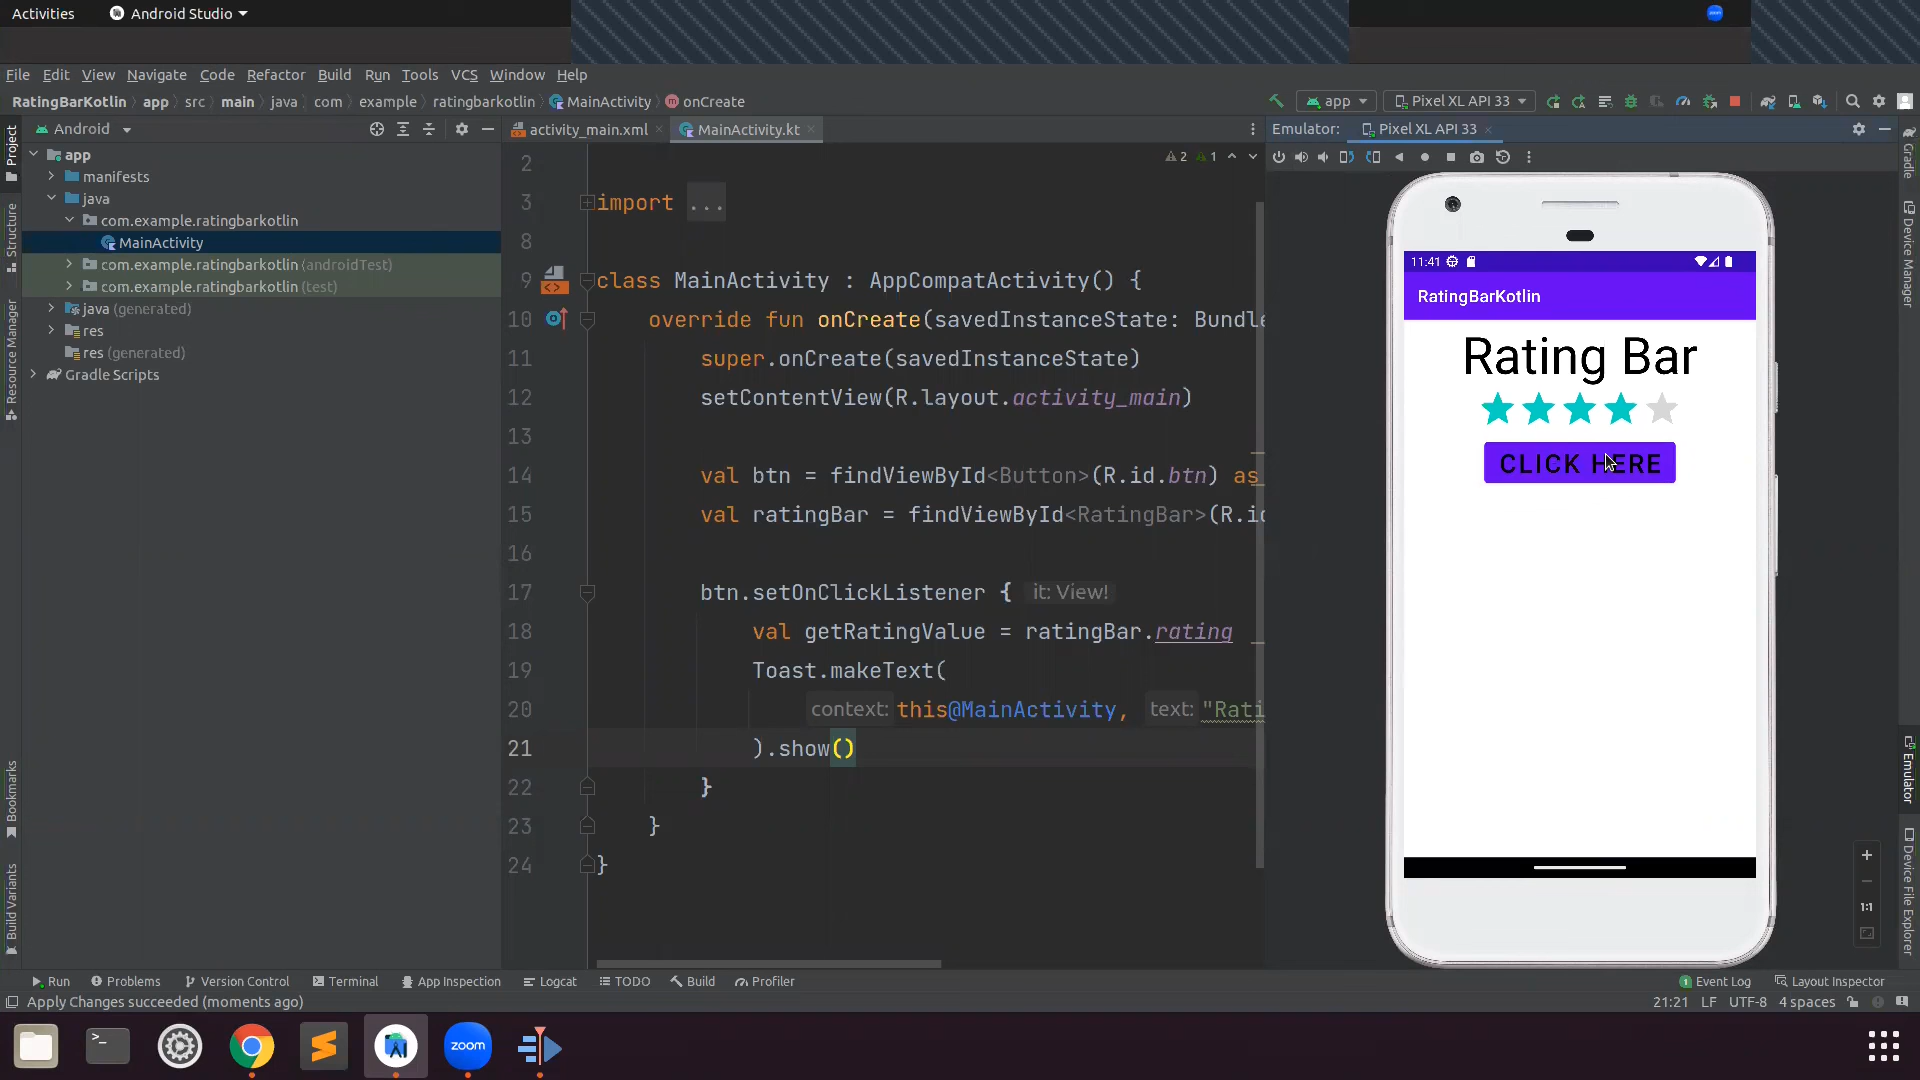 Activities
Android Studio
File Edit View Navigate Code Refactor Build Run Tools VCS Window Help
RatingBarKotlin app src main java com example ratingbarkotlin MainActivity onCreate
app
Pixel XL API 33
Android
activity_main.xml
MainActivity.kt
Emulator:
Pixel XL API 33
2 1
app
manifests
java
com.example.ratingbarkotlin
MainActivity
com.example.ratingbarkotlin (androidTest)
com.example.ratingbarkotlin (test)
java (generated)
res
res (generated)
Gradle Scripts
Project
Structure
Resource Manager
Bookmarks
Build Variants
2
3 import ...
8
9 class MainActivity : AppCompatActivity() {
10 override fun onCreate(savedInstanceState: Bundle
11 super.onCreate(savedInstanceState)
12 setContentView(R.layout.activity_main)
13
14 val btn = findViewById<Button>(R.id.btn) as
15 val ratingBar = findViewById<RatingBar>(R.id
16
17 btn.setOnClickListener { it: View!
18 val getRatingValue = ratingBar.rating
19 Toast.makeText(
20 context: this@MainActivity, text: "Rati
21 ).show()
22 }
23 }
24 }
11:41
RatingBarKotlin
Rating Bar
CLICK HERE
1:1
Gradle
Device Manager
Emulator
Device File Explorer
Run Problems Version Control Terminal App Inspection Logcat TODO Build Profiler
1 Event Log Layout Inspector
Apply Changes succeeded (moments ago)
21:21 LF UTF-8 4 spaces
zoom